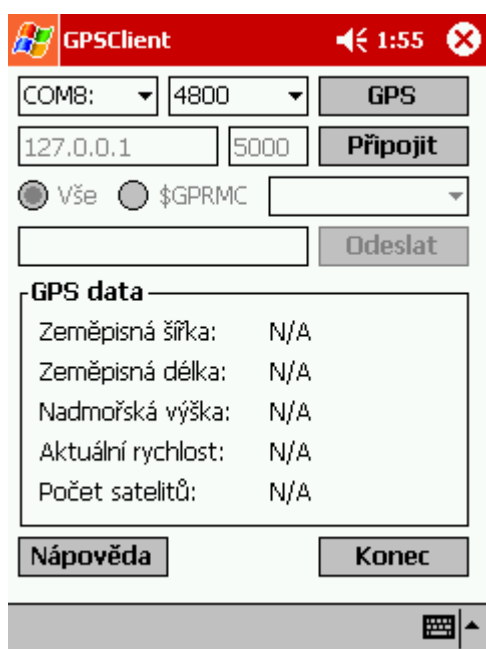 GPSClient 1:55
COM8: 4800 GPS
127.0.0.1 5000 Připojit
Vše $GPRMC
Odeslat
GPS data
Zeměpisná šířka: N/A
Zeměpisná délka: N/A
Nadmořská výška: N/A
Aktuální rychlost: N/A
Počet satelitů: N/A
Nápověda Konec